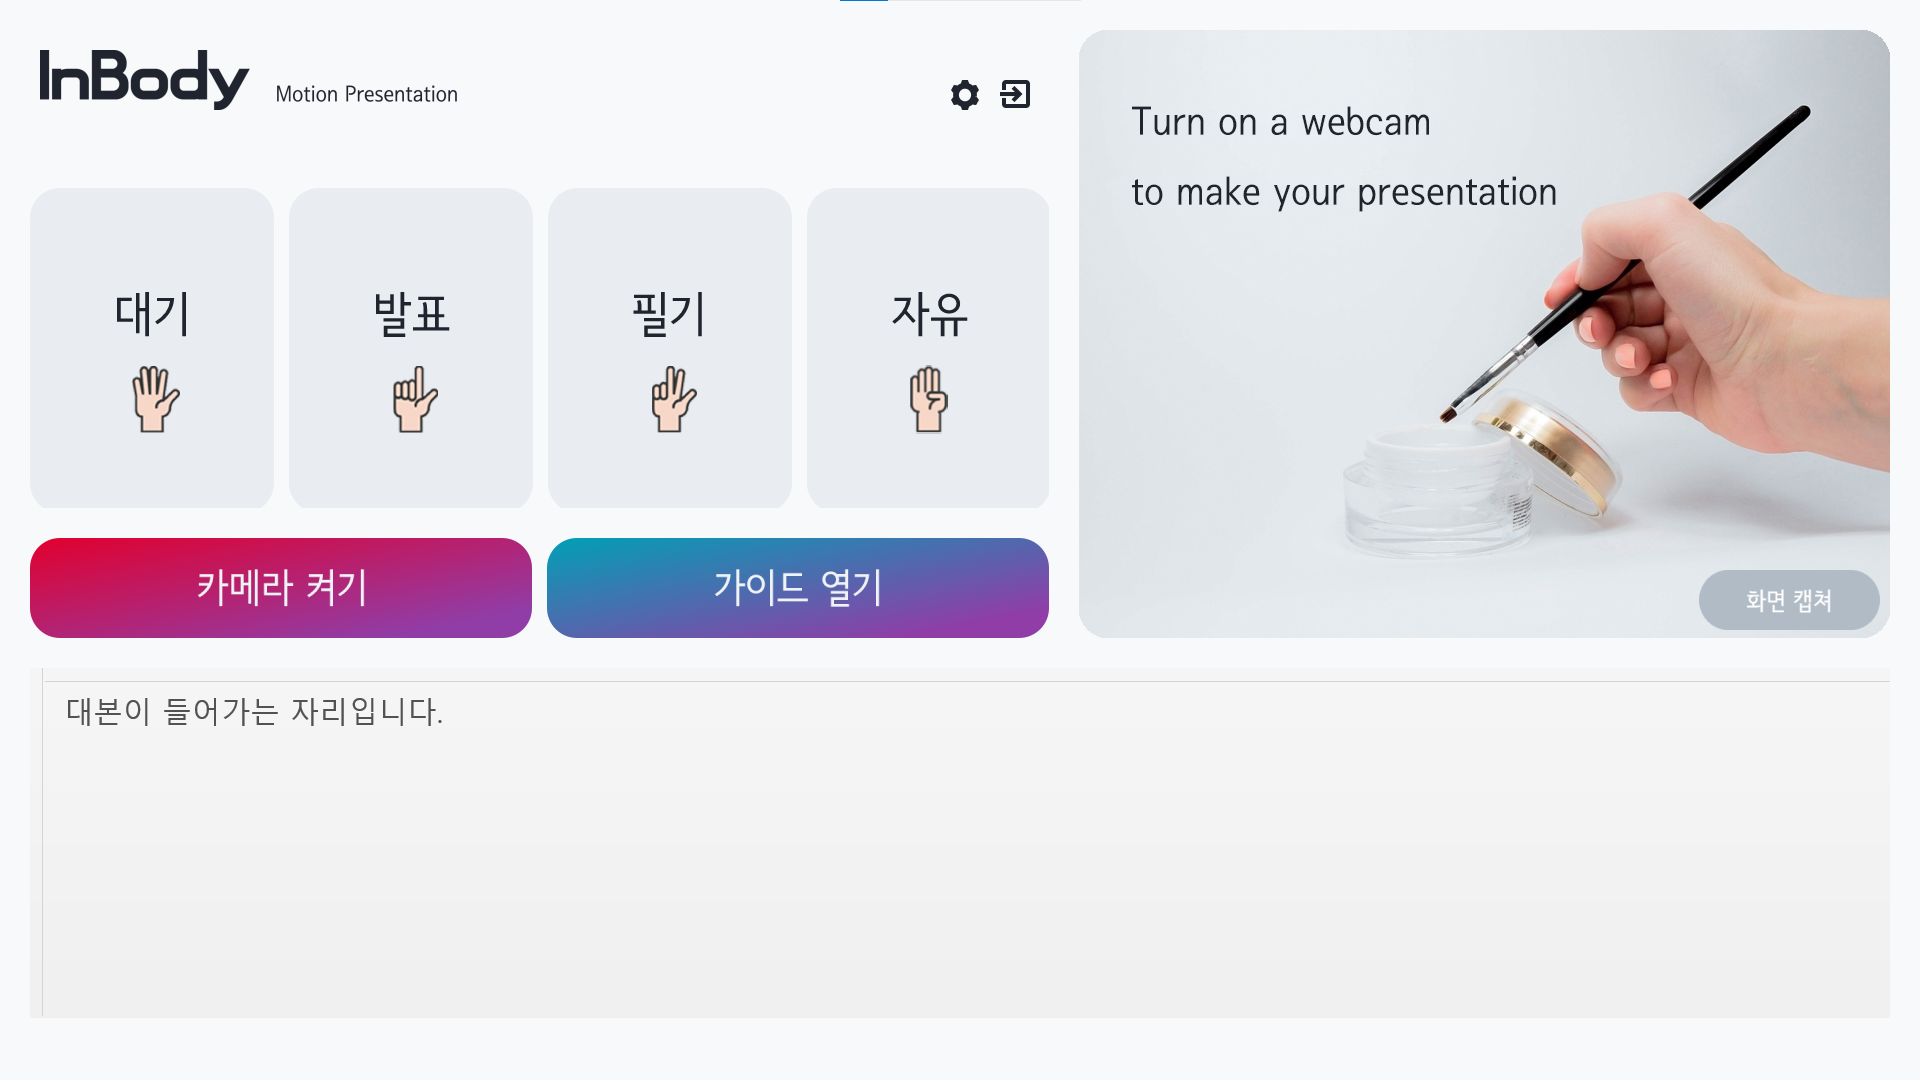 InBody
Motion Presentation
대기
발표
필기
자유
카메라 켜기
가이드 열기
Turn on a webcam
to make your presentation
화면 캡쳐
대본이 들어가는 자리입니다.